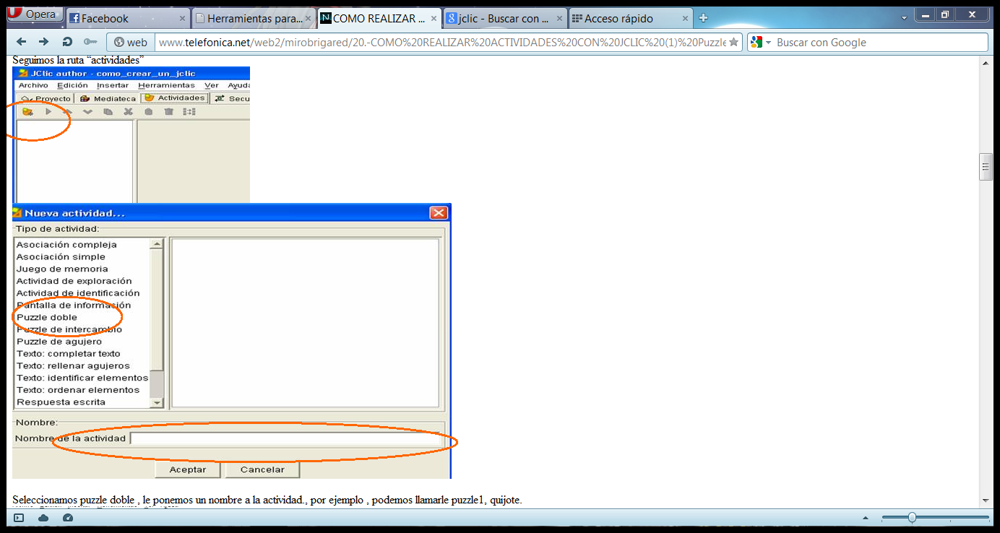 Opera
Facebook
Herramientas para...
COMO REALIZAR ...
jclic - Buscar con ...
Acceso rápido
web
www.telefonica.net/web2/mirobrigared/20.-COMO%20REALIZAR%20ACTIVIDADES%20CON%20JCLIC%20(1)%20Puzzle
Buscar con Google
Seguimos la ruta “actividades”
JClic author - como_crear_un_jclic
Archivo Edición Insertar Herramientas Ver Ayuda
Proyecto Mediateca Actividades Secu
Nueva actividad...
Tipo de actividad:
Asociación compleja
Asociación simple
Juego de memoria
Actividad de exploración
Actividad de identificación
Pantalla de información
Puzzle doble
Puzzle de intercambio
Puzzle de agujero
Texto: completar texto
Texto: rellenar agujeros
Texto: identificar elementos
Texto: ordenar elementos
Respuesta escrita
Nombre:
Nombre de la actividad
Aceptar Cancelar
Seleccionamos puzzle doble , le ponemos un nombre a la actividad., por ejemplo , podemos llamarle puzzle1, quijote.